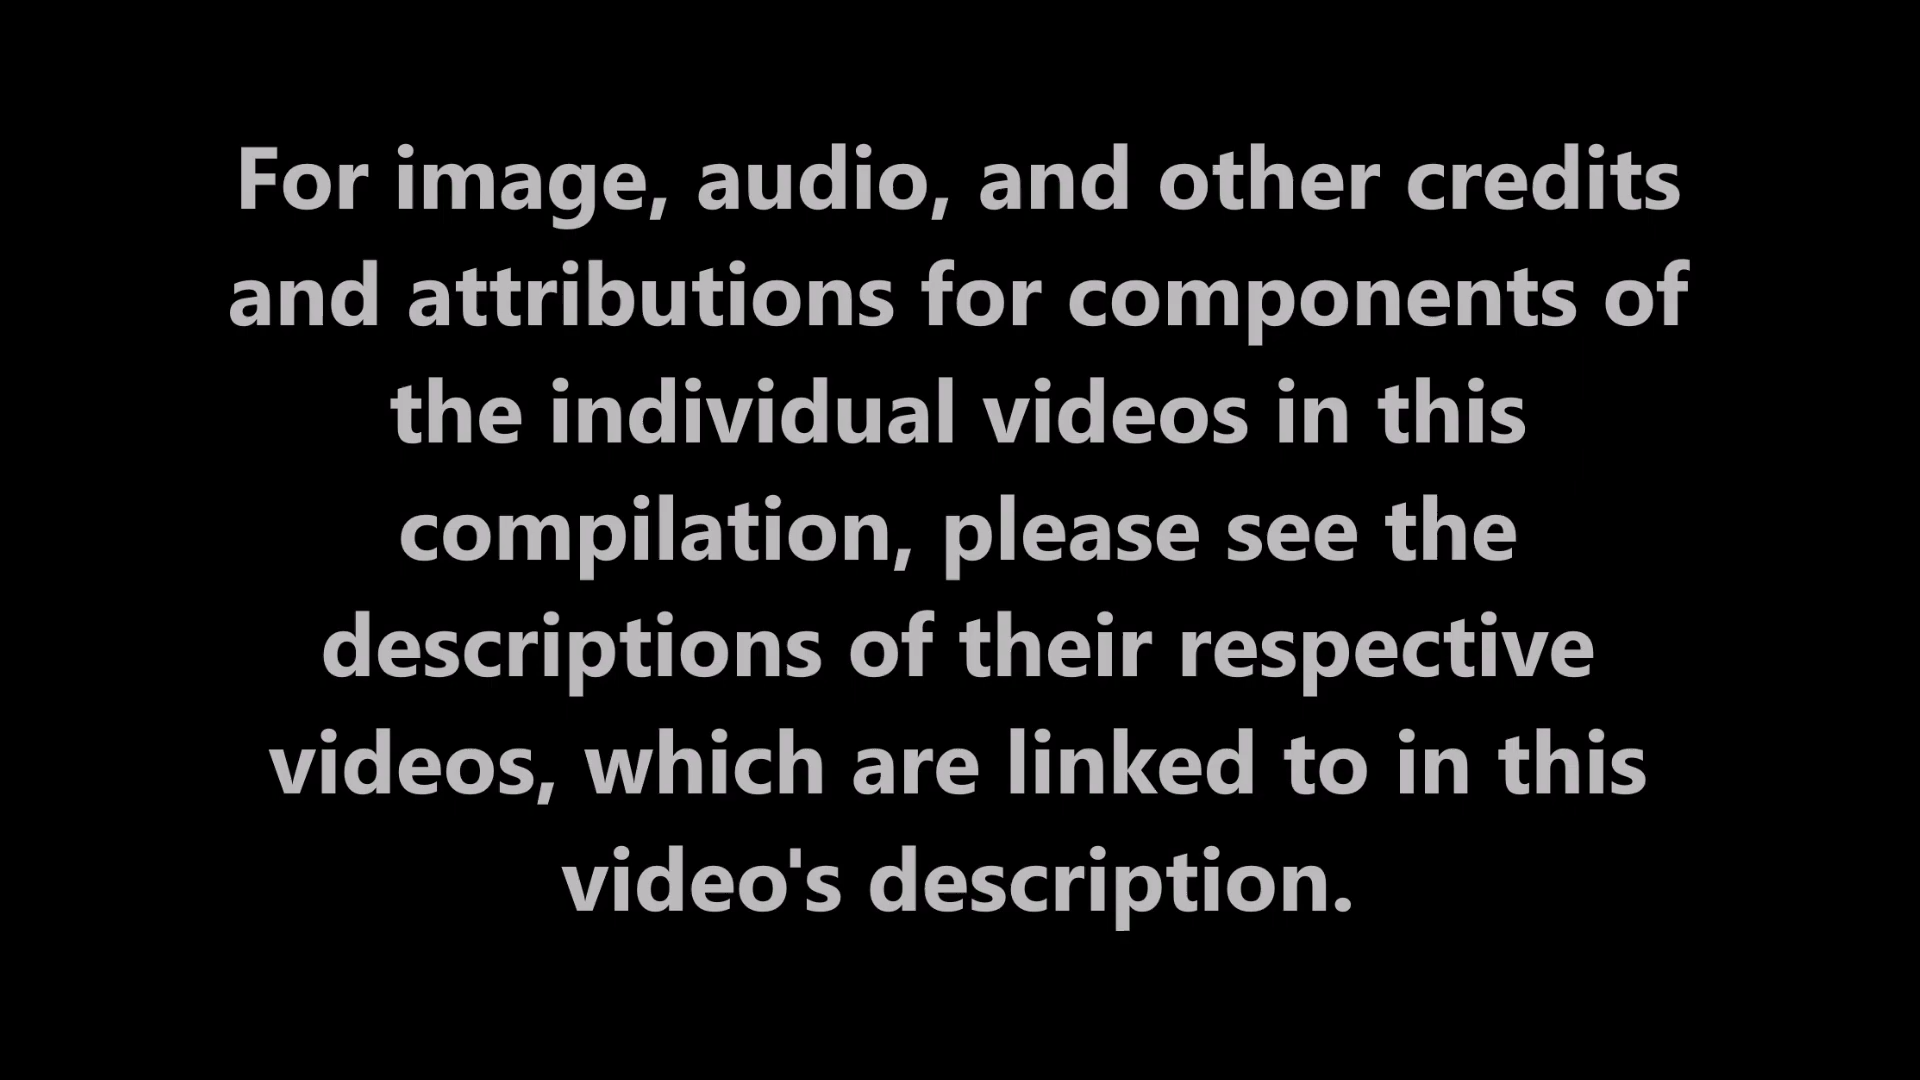 For image, audio, and other credits
and attributions for components of
the individual videos in this
compilation, please see the
descriptions of their respective
videos, which are linked to in this
video's description.